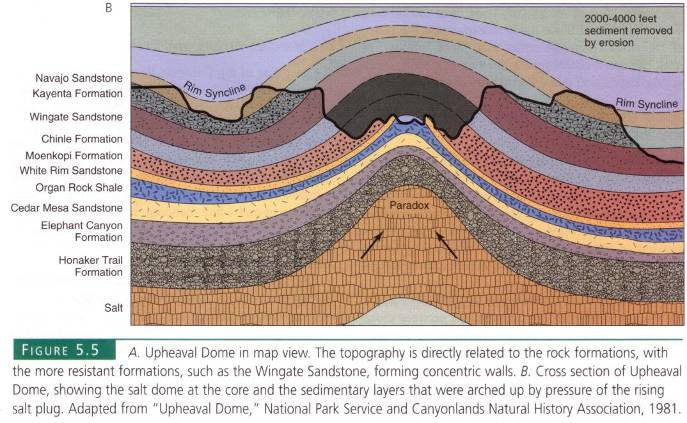 B
2000-4000 feet
sediment removed
by erosion
Navajo Sandstone
Kayenta Formation
Rim Syncline
Rim Syncline
Wingate Sandstone
Chinle Formation
Moenkopi Formation
White Rim Sandstone
Organ Rock Shale
Cedar Mesa Sandstone
Paradox
Elephant Canyon
Formation
Honaker Trail
Formation
Salt
FIGURE 5.5 A. Upheaval Dome in map view. The topography is directly related to the rock formations, with
the more resistant formations, such as the Wingate Sandstone, forming concentric walls. B. Cross section of Upheaval
Dome, showing the salt dome at the core and the sedimentary layers that were arched up by pressure of the rising
salt plug. Adapted from "Upheaval Dome," National Park Service and Canyonlands Natural History Association, 1981.